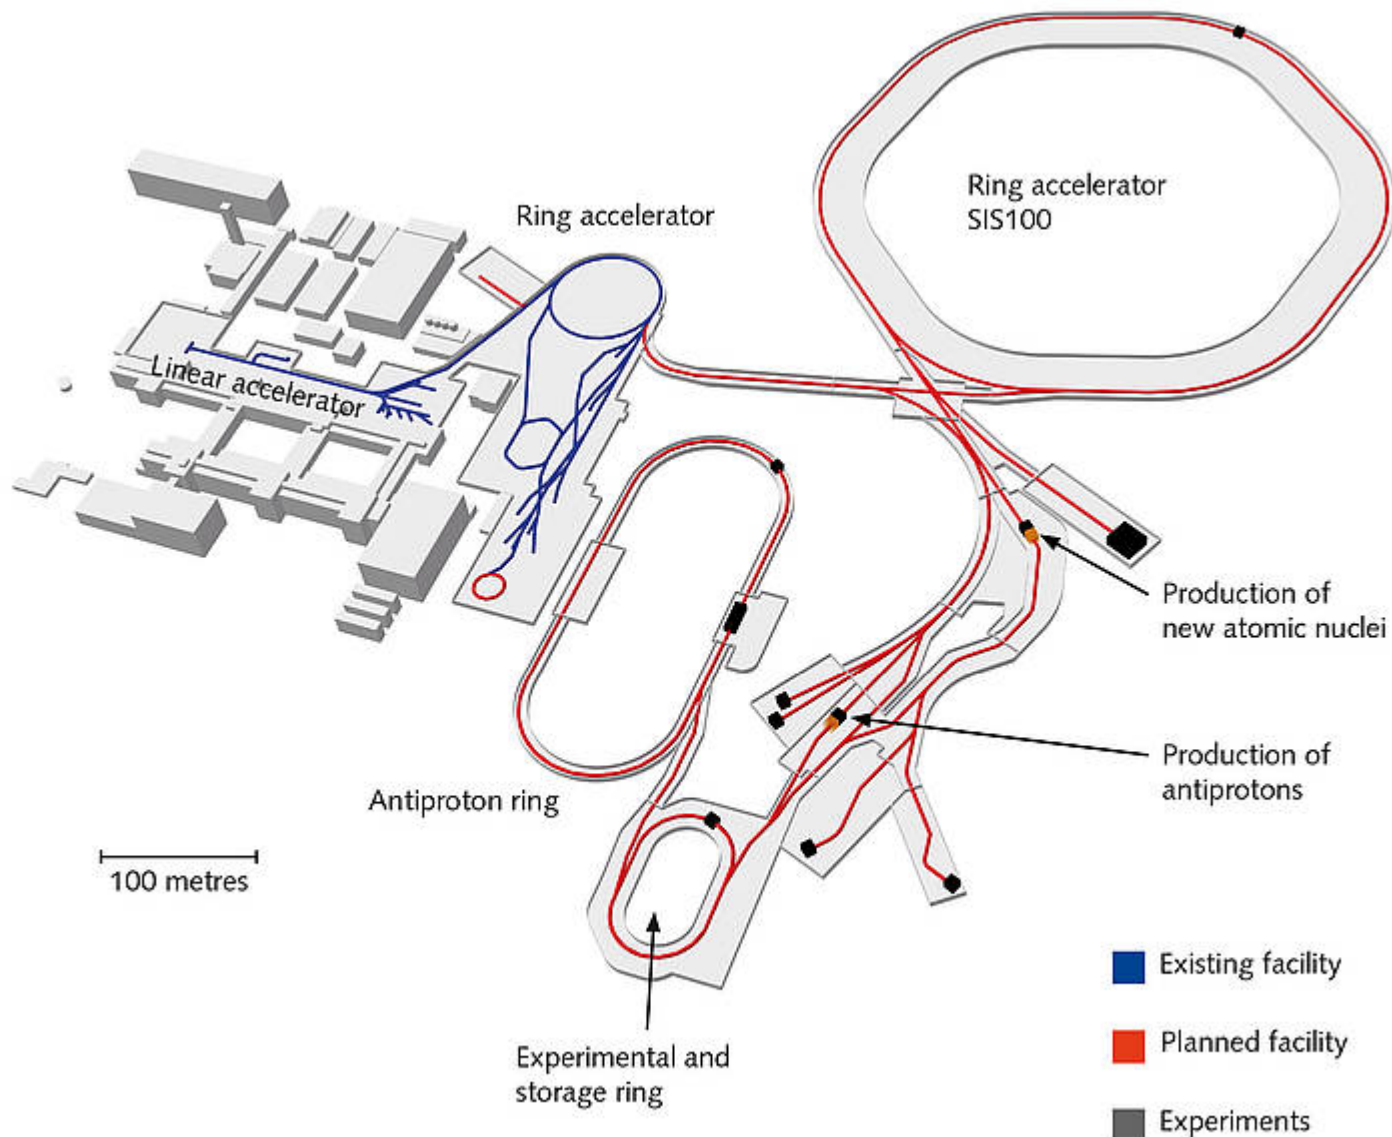 Ring accelerator
SIS100
Ring accelerator
Linear accelerator
Production of
new atomic nuclei
Production of
antiprotons
Antiproton ring
100 metres
Experimental and
storage ring
Existing facility
Planned facility
Experiments